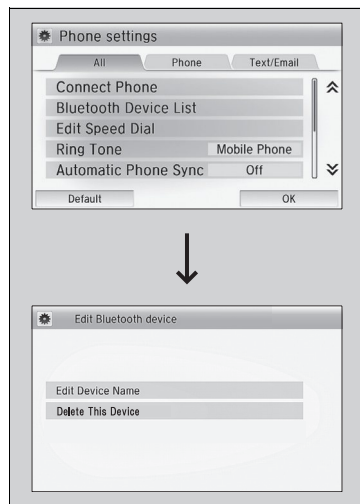 Phone settings
All Phone Text/Email
Connect Phone
Bluetooth Device List
Edit Speed Dial
Ring Tone Mobile Phone
Automatic Phone Sync Off
Default OK
Edit Bluetooth device
Edit Device Name
Delete This Device